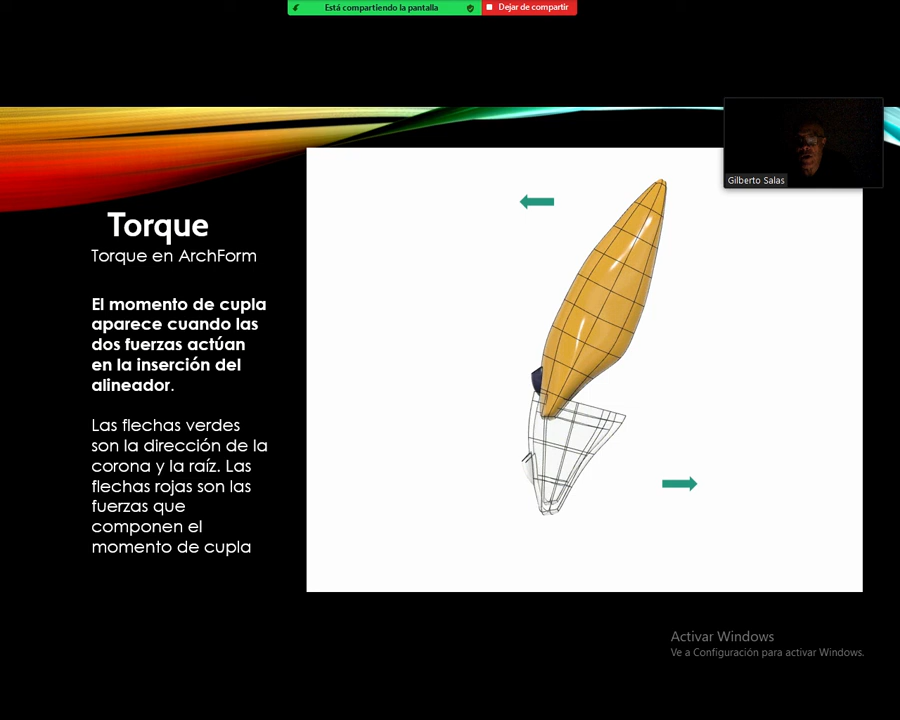 Está compartiendo la pantalla
Dejar de compartir
Gilberto Salas
Torque
Torque en ArchForm
El momento de cupla
aparece cuando las
dos fuerzas actúan
en la inserción del
alineador.
Las flechas verdes
son la dirección de la
corona y la raíz. Las
flechas rojas son las
fuerzas que
componen el
momento de cupla
Activar Windows
Ve a Configuración para activar Windows.